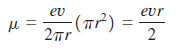 μ = ev/2πr (πr²) = evr/2